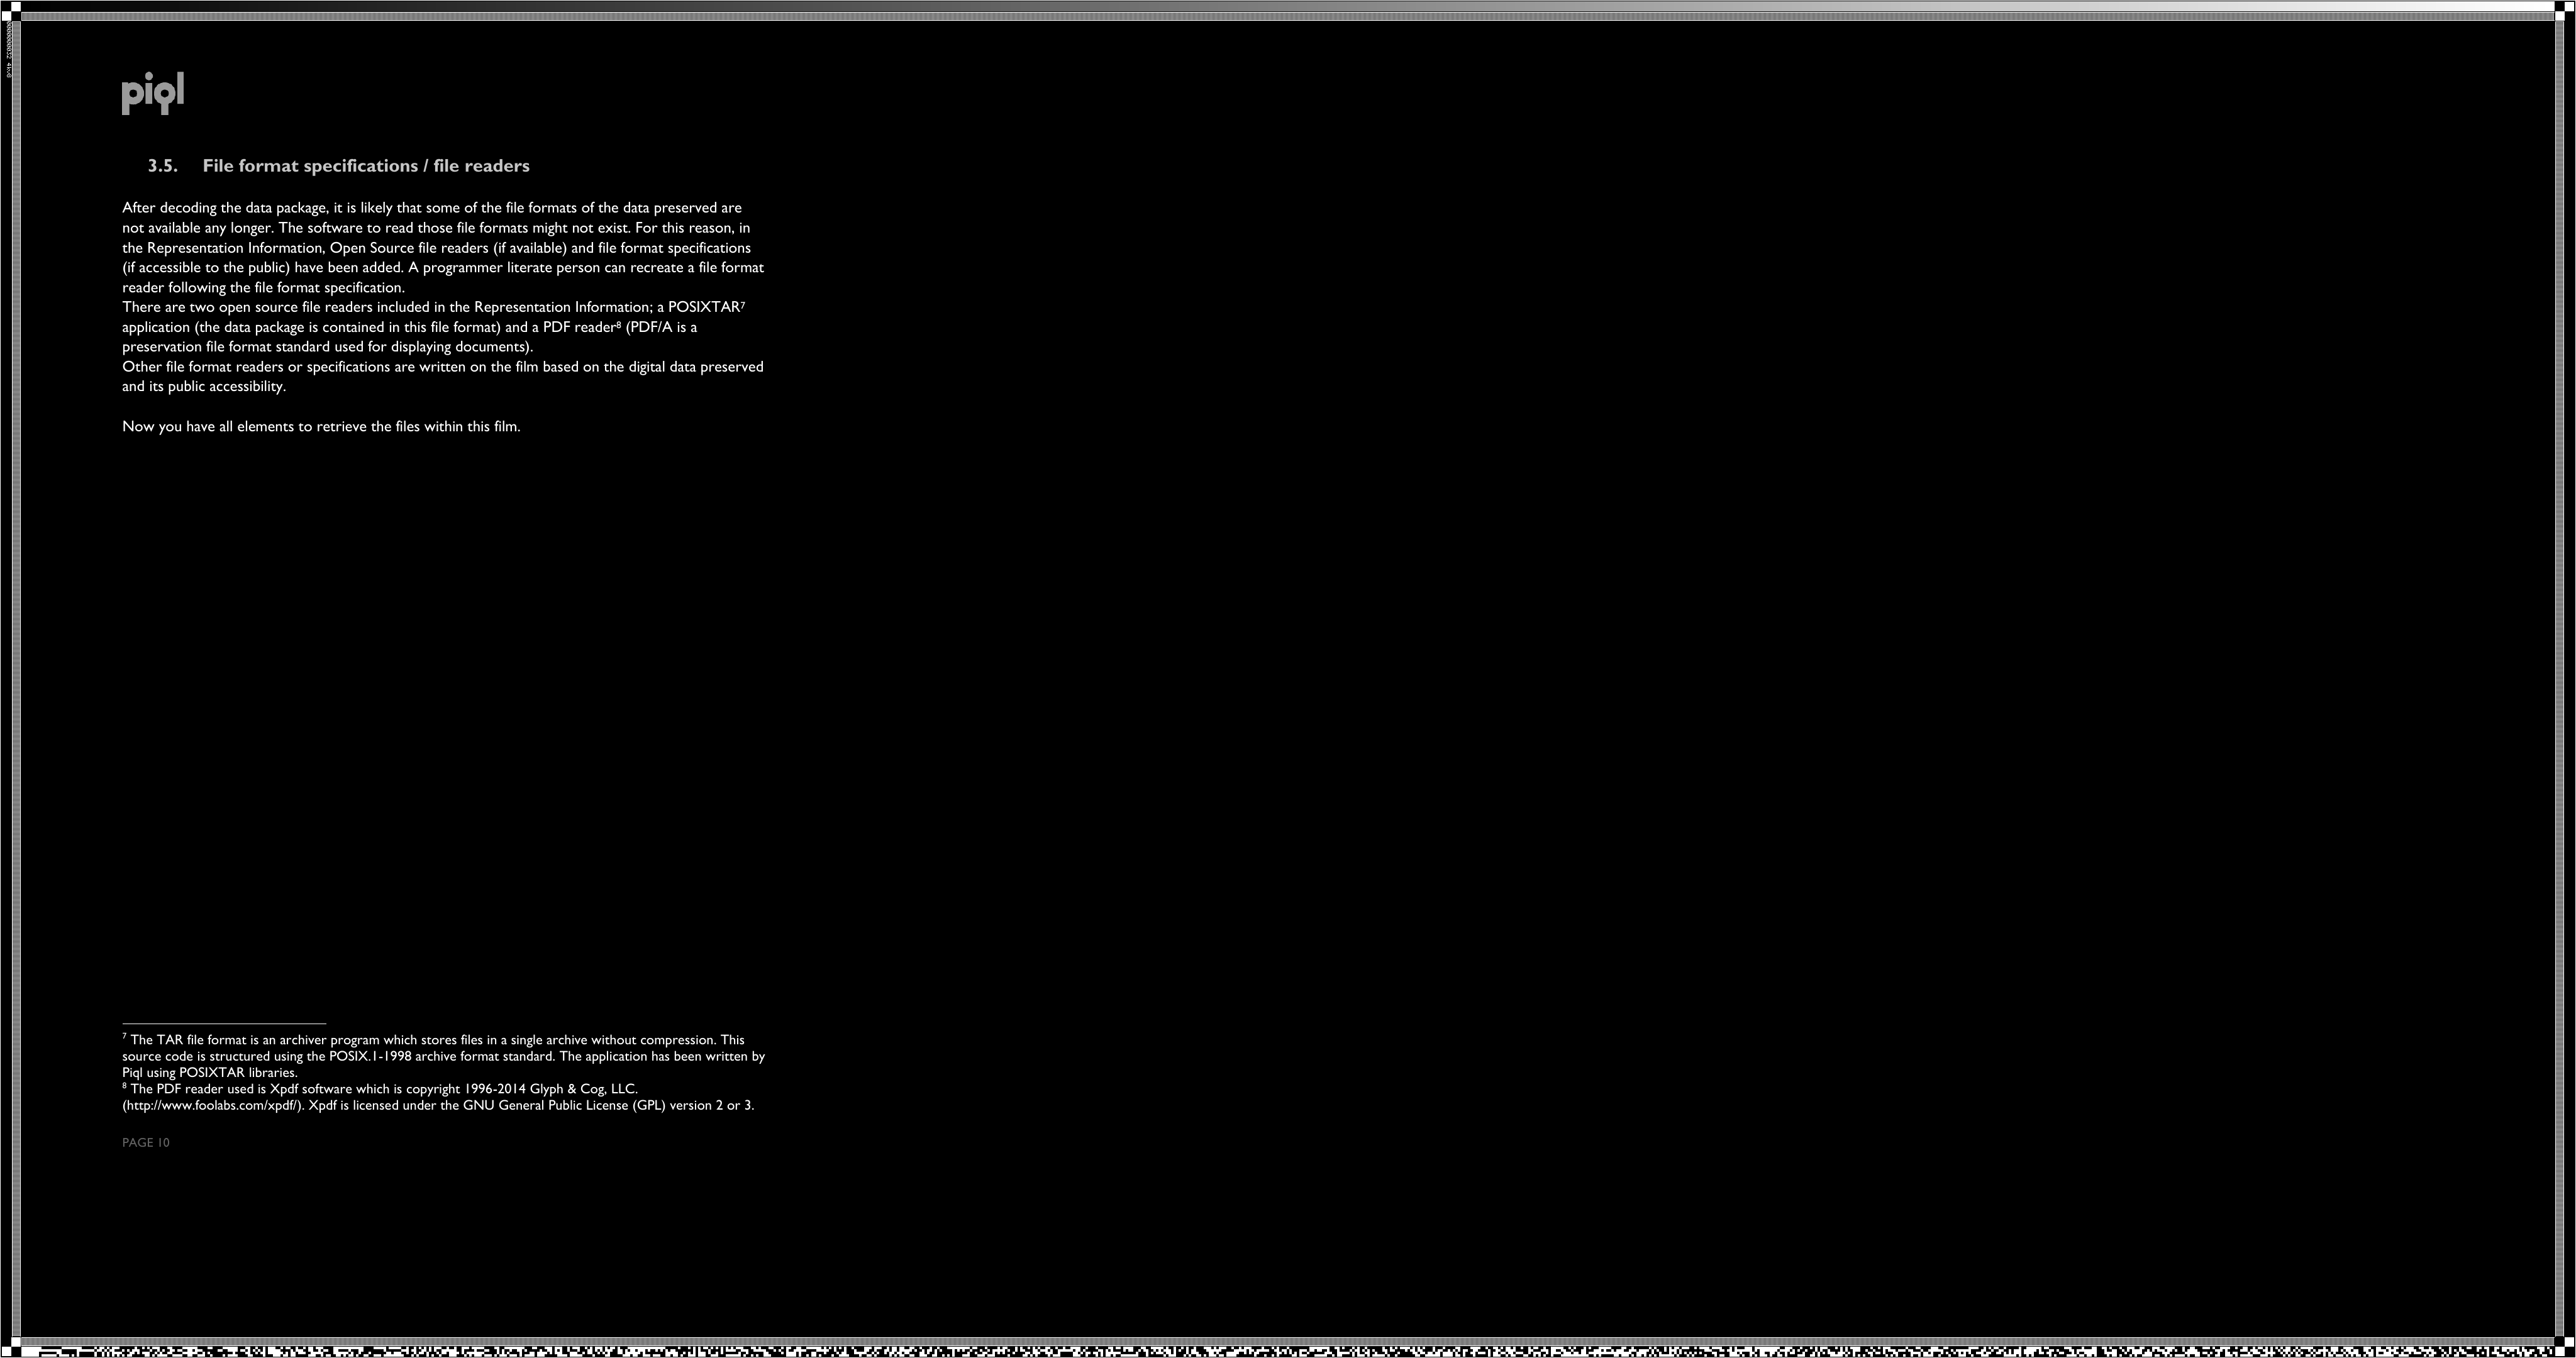 piql
3.5. File format specifications / file readers
After decoding the data package, it is likely that some of the file formats of the data preserved are
not available any longer. The software to read those file formats might not exist. For this reason, in
the Representation Information, Open Source file readers (if available) and file format specifications
(if accessible to the public) have been added. A programmer literate person can recreate a file format
reader following the file format specification.
There are two open source file readers included in the Representation Information; a POSIXTAR⁷
application (the data package is contained in this file format) and a PDF reader⁸ (PDF/A is a
preservation file format standard used for displaying documents).
Other file format readers or specifications are written on the film based on the digital data preserved
and its public accessibility.
Now you have all elements to retrieve the files within this film.
⁷ The TAR file format is an archiver program which stores files in a single archive without compression. This
source code is structured using the POSIX.1-1998 archive format standard. The application has been written by
Piql using POSIXTAR libraries.
⁸ The PDF reader used is Xpdf software which is copyright 1996-2014 Glyph & Cog, LLC.
(http://www.foolabs.com/xpdf/). Xpdf is licensed under the GNU General Public License (GPL) version 2 or 3.
PAGE 10